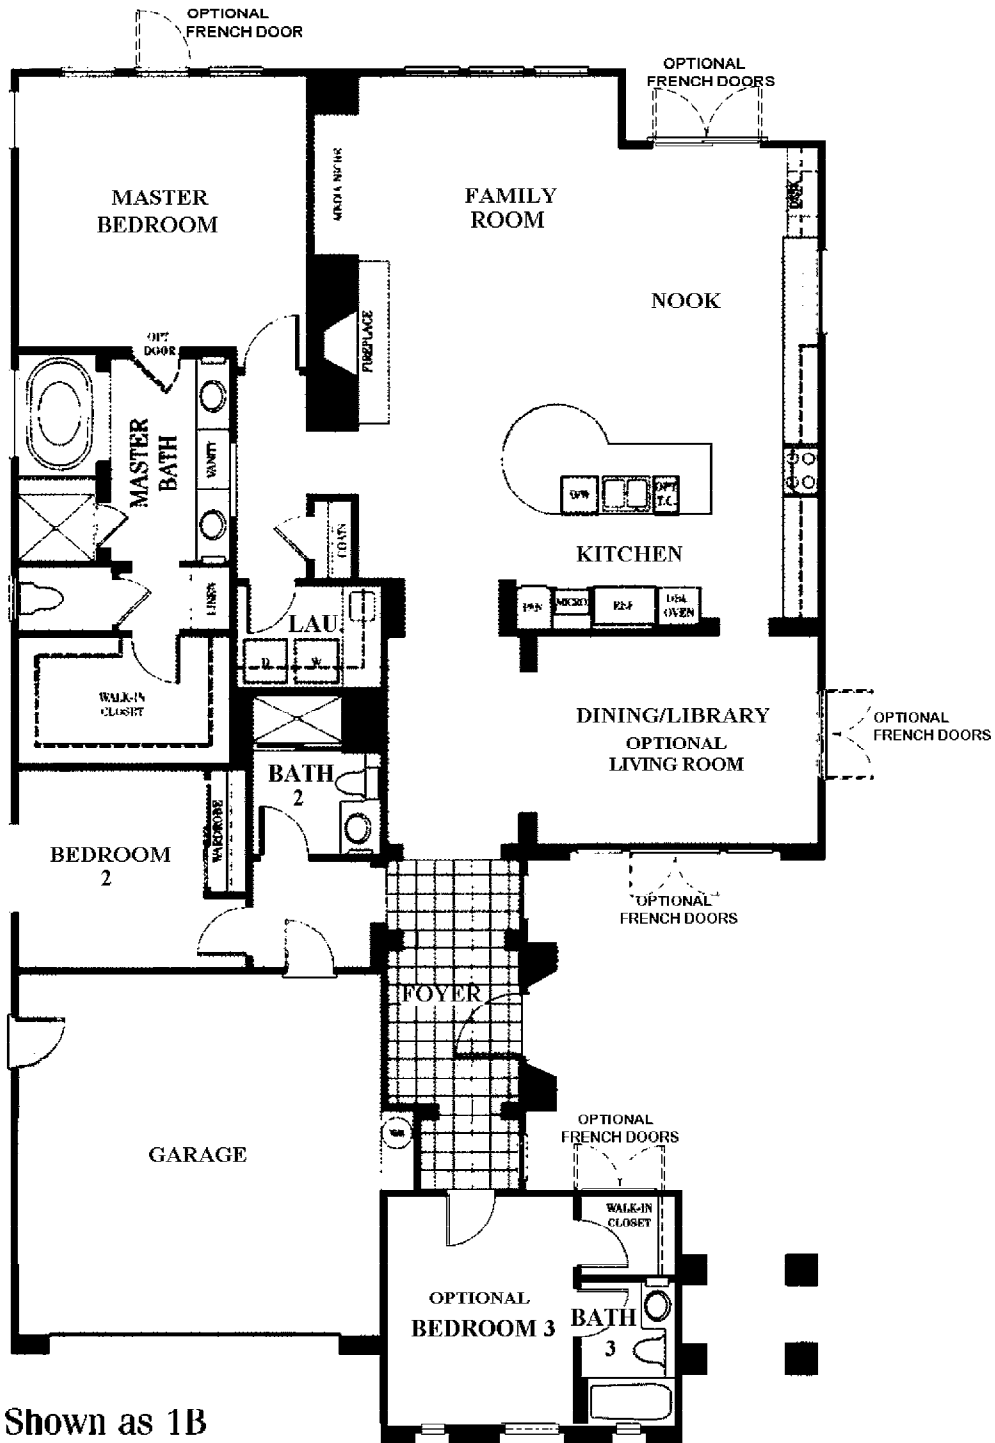 OPTIONAL
FRENCH DOOR
OPTIONAL
FRENCH DOORS
MASTER
BEDROOM
MEDIA NICHE
FAMILY
ROOM
NOOK
OPT
DOOR
FIREPLACE
MASTER
BATH
VANITY
D/W
OPT
T.C.
COATS
KITCHEN
LINEN
LAU.
D
W
PAN
MICRO
REF
DBL
OVEN
WALK-IN
CLOSET
DINING/LIBRARY
OPTIONAL
LIVING ROOM
OPTIONAL
FRENCH DOORS
BATH
2
WARDROBE
BEDROOM
2
OPTIONAL
FRENCH DOORS
FOYER
GARAGE
OPTIONAL
FRENCH DOORS
WALK-IN
CLOSET
OPTIONAL
BEDROOM 3
BATH
3
Shown as 1B